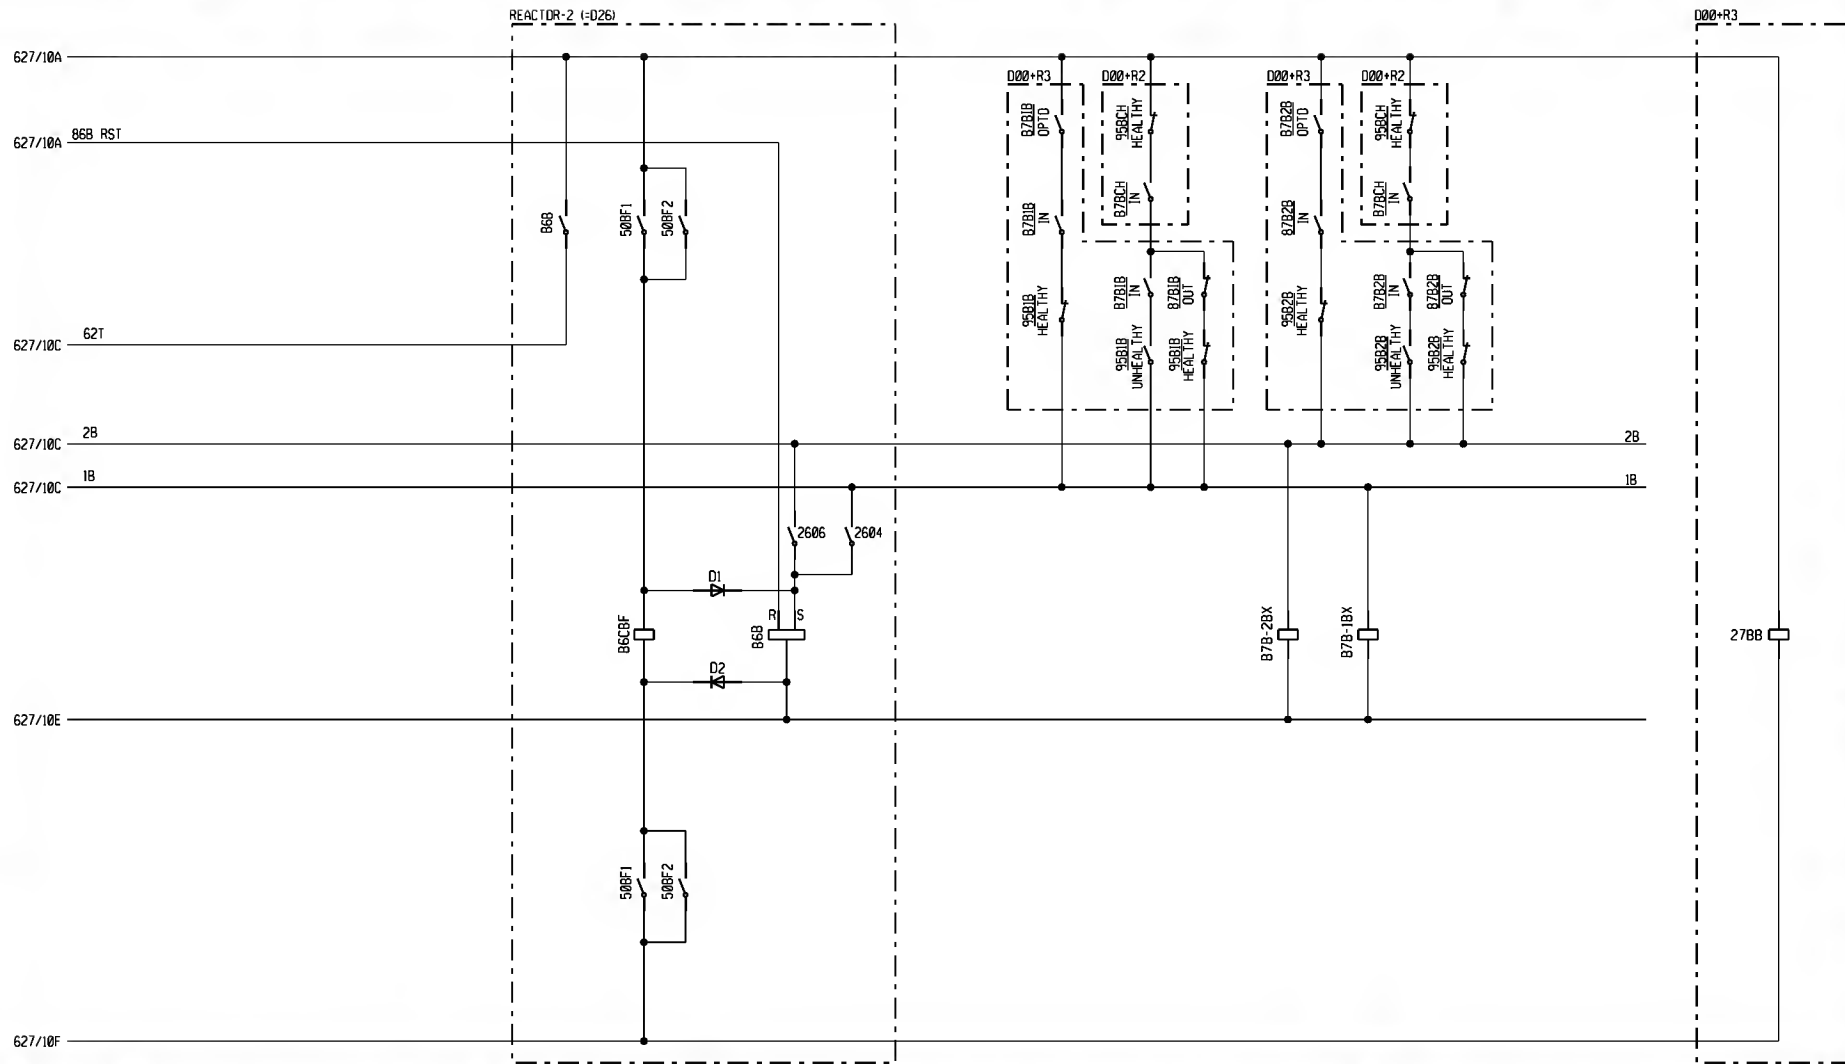 REACTOR-2 (=D26)
D00+R3
627/10A
D00+R3
D00+R2
D00+R3
D00+R2
87B1B
OPTO
95BCH
HEALTHY
87B2B
OPTO
95BCH
HEALTHY
86B RST
627/10A
86B
50BF1
50BF2
87B1B
IN
87BCH
IN
87B2B
IN
87BCH
IN
95B1B
HEALTHY
87B1B
IN
87B1B
OUT
95B2B
HEALTHY
87B2B
IN
87B2B
OUT
62T
627/10C
95B1B
UNHEALTHY
95B1B
HEALTHY
95B2B
UNHEALTHY
95B2B
HEALTHY
2B
627/10C
2B
1B
627/10C
1B
2606
2604
D1
R
S
86CBF
86B
87B-2BX
87B-1BX
27BB
D2
627/10E
50BF1
50BF2
627/10F